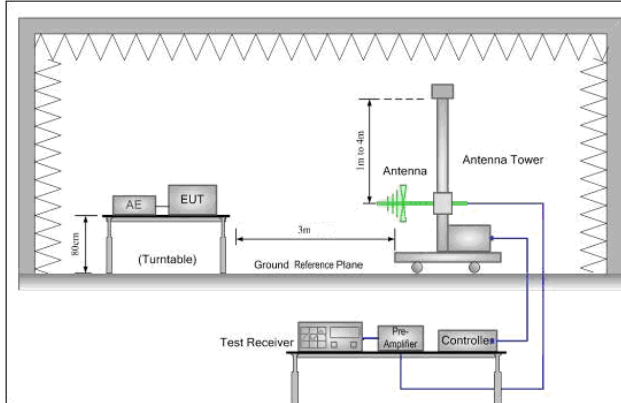 1m to 4m
Antenna
Antenna Tower
AE
EUT
80cm
(Turntable)
3m
Ground Reference Plane
Test Receiver
Pre-
Amplifier
Controller